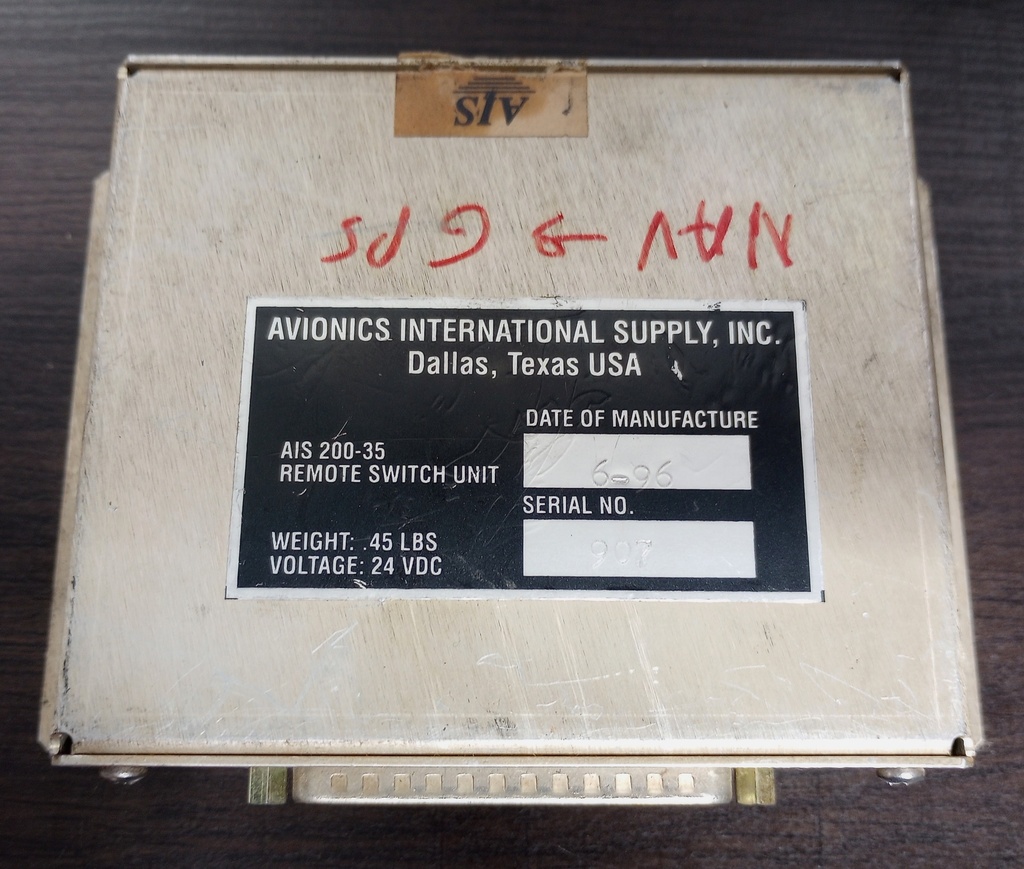 AIS
NAV → GPS
AVIONICS INTERNATIONAL SUPPLY, INC.
Dallas, Texas USA
DATE OF MANUFACTURE
AIS 200-35
REMOTE SWITCH UNIT
6-96
SERIAL NO.
907
WEIGHT: .45 LBS
VOLTAGE: 24 VDC